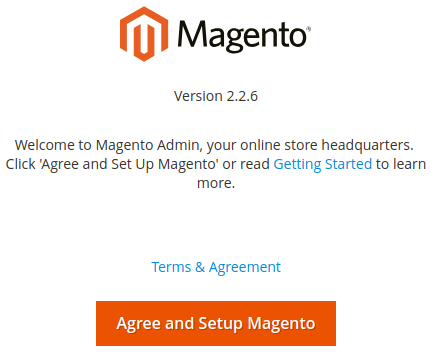 Magento®
Version 2.2.6
Welcome to Magento Admin, your online store headquarters.
Click 'Agree and Set Up Magento' or read Getting Started to learn
more.
Terms & Agreement
Agree and Setup Magento